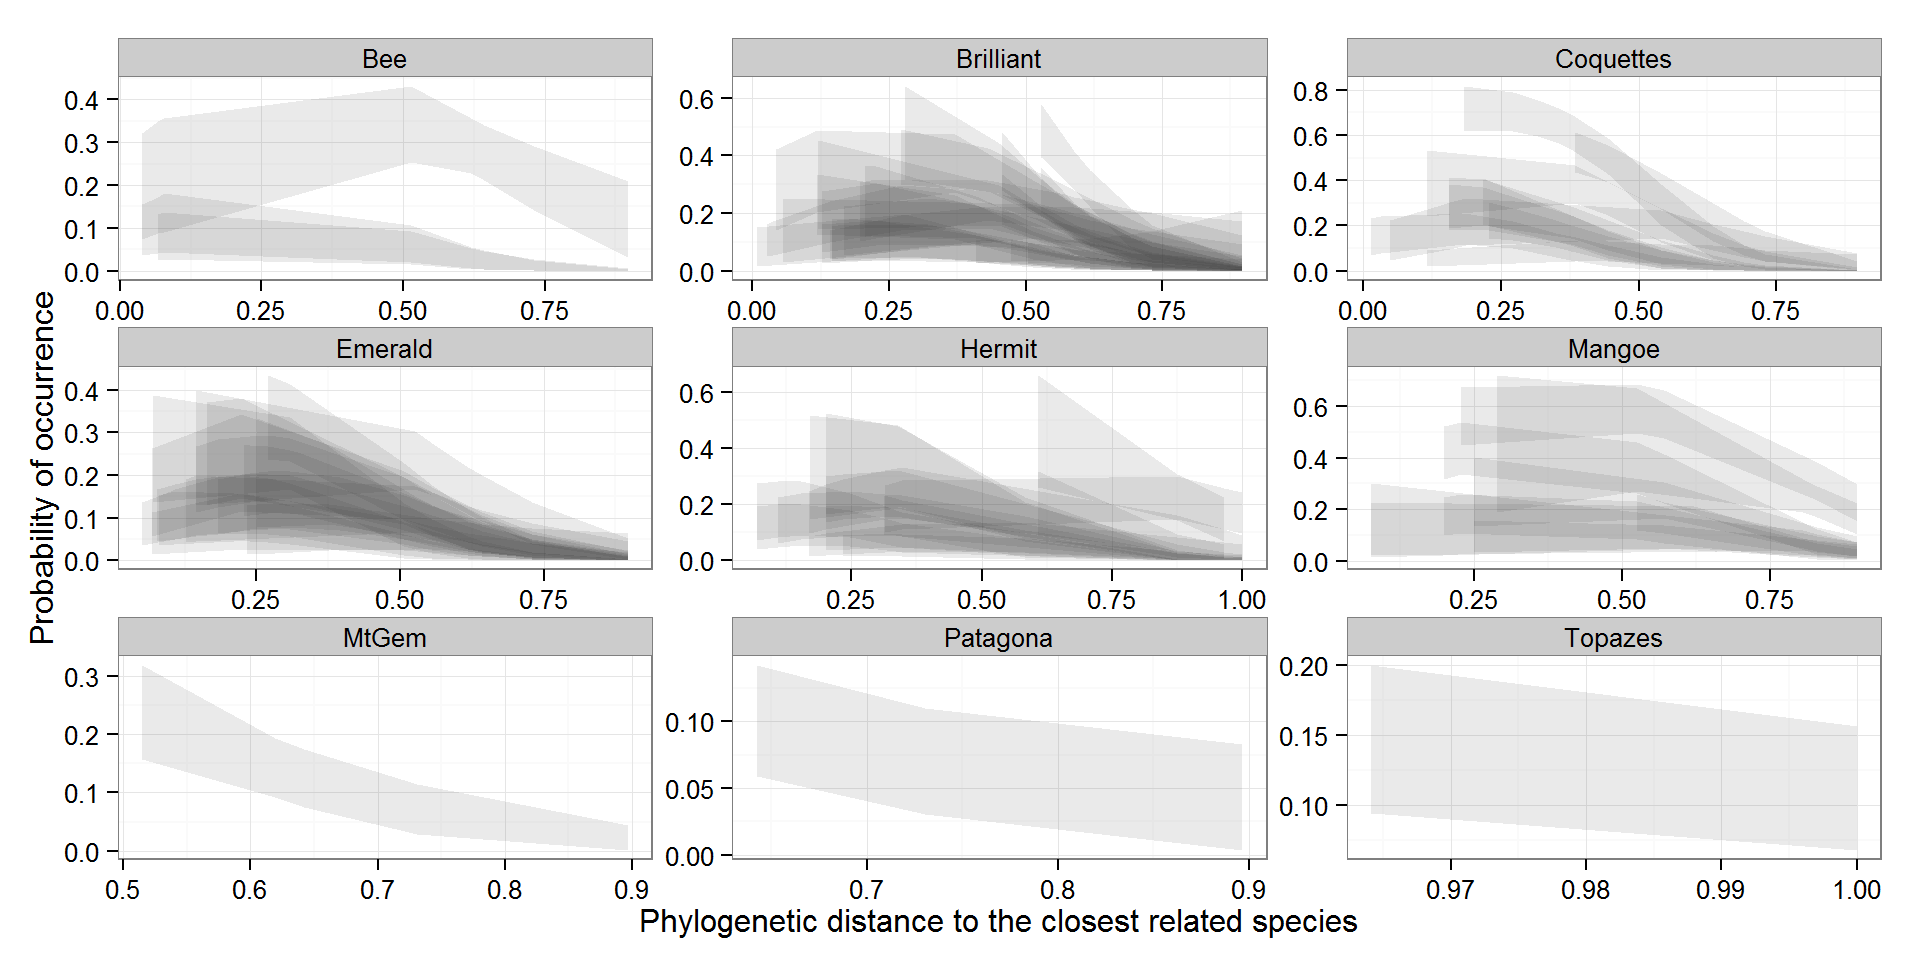 Bee Brilliant Coquettes
0.4 0.3 0.2 0.1 0.0
0.6 0.4 0.2 0.0
0.8 0.6 0.4 0.2 0.0
0.00 0.25 0.50 0.75
0.00 0.25 0.50 0.75
0.00 0.25 0.50 0.75
Probability of occurrence
Emerald Hermit Mangoe
0.4 0.3 0.2 0.1 0.0
0.6 0.4 0.2 0.0
0.6 0.4 0.2 0.0
0.25 0.50 0.75
0.25 0.50 0.75 1.00
0.25 0.50 0.75
MtGem Patagona Topazes
0.3 0.2 0.1 0.0
0.10 0.05 0.00
0.20 0.15 0.10
0.5 0.6 0.7 0.8 0.9
0.7 0.8 0.9
0.97 0.98 0.99 1.00
Phylogenetic distance to the closest related species